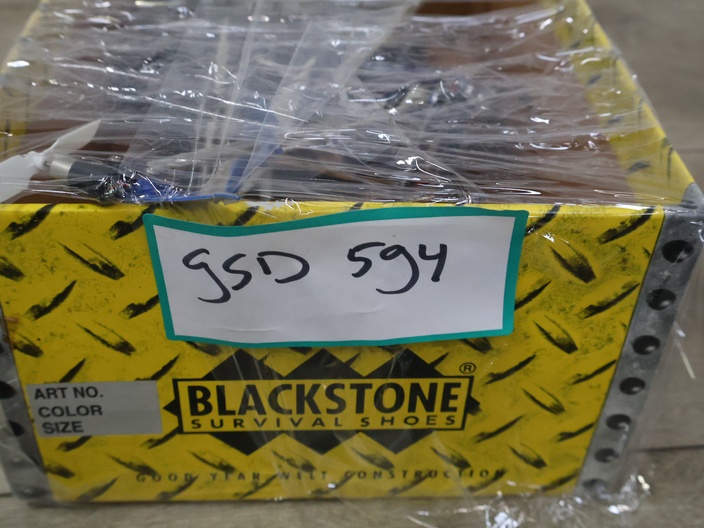 gSD 594
ART NO.
COLOR
SIZE
BLACKSTONE®
SURVIVAL SHOES
GOOD YEAR WELT CONSTRUCTION